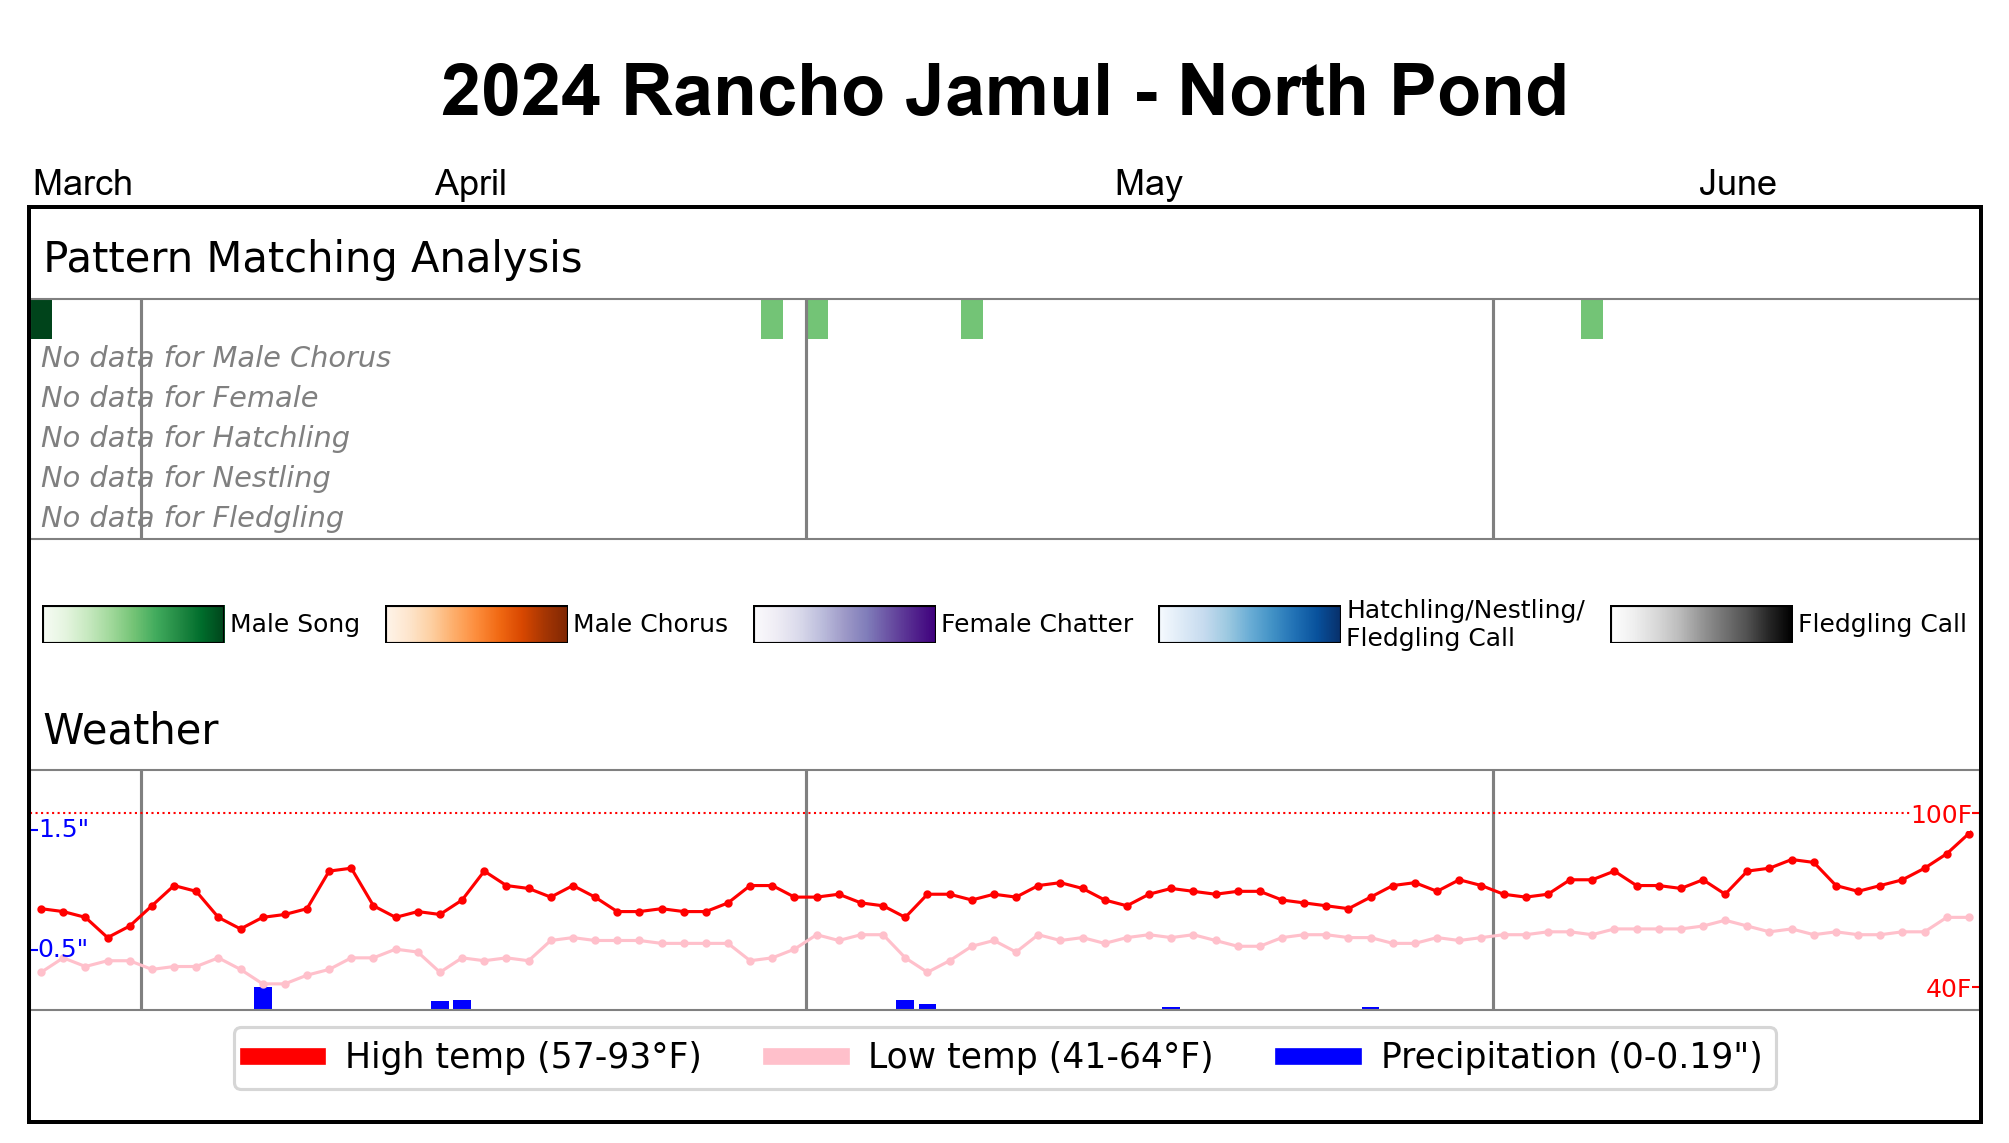 2024 Rancho Jamul - North Pond
March April May June
Pattern Matching Analysis
No data for Male Chorus
No data for Female
No data for Hatchling
No data for Nestling
No data for Fledgling
Male Song Male Chorus Female Chatter Hatchling/Nestling/ Fledgling Call
Fledgling Call
Weather
1.5" 100F
0.5"
40F
High temp (57-93°F) Low temp (41-64°F) Precipitation (0-0.19")